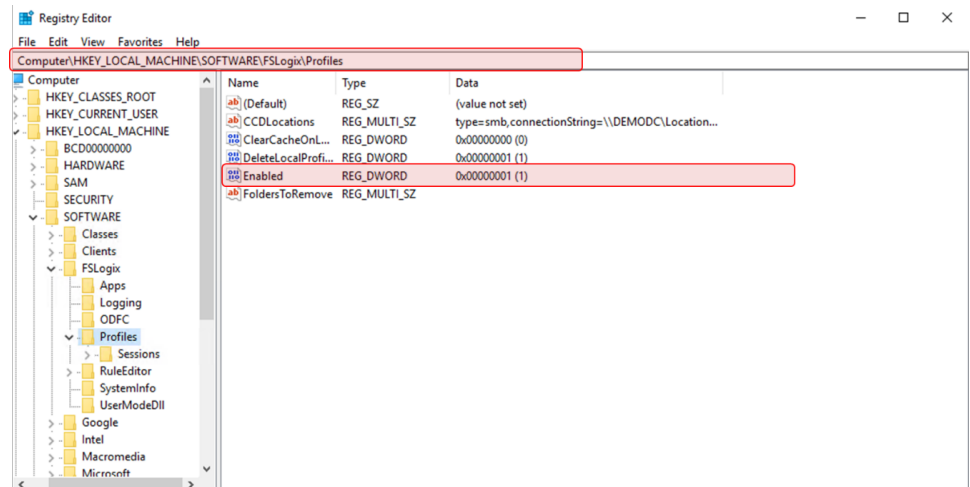 Registry Editor
File Edit View Favorites Help
Computer\HKEY_LOCAL_MACHINE\SOFTWARE\FSLogix\Profiles
Computer
HKEY_CLASSES_ROOT
HKEY_CURRENT_USER
HKEY_LOCAL_MACHINE
BCD00000000
HARDWARE
SAM
SECURITY
SOFTWARE
Classes
Clients
FSLogix
Apps
Logging
ODFC
Profiles
Sessions
RuleEditor
SystemInfo
UserModeDll
Google
Intel
Macromedia
Microsoft
Name Type Data
(Default) REG_SZ (value not set)
CCDLocations REG_MULTI_SZ type=smb,connectionString=\\DEMODC\Location...
ClearCacheOnL... REG_DWORD 0x00000000 (0)
DeleteLocalProfi... REG_DWORD 0x00000001 (1)
Enabled REG_DWORD 0x00000001 (1)
FoldersToRemove REG_MULTI_SZ